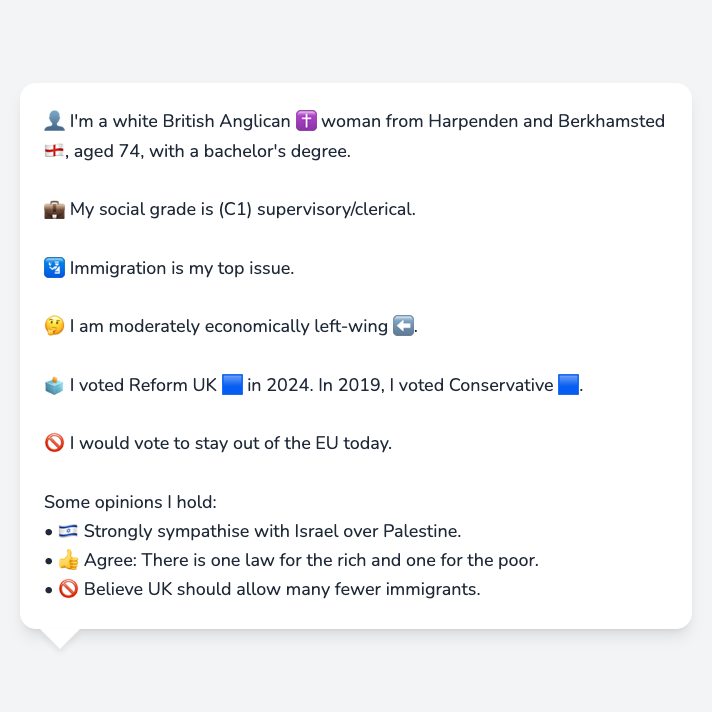 👤 I'm a white British Anglican ✝️ woman from Harpenden and Berkhamsted
🏴󠁧󠁢󠁥󠁮󠁧󠁿, aged 74, with a bachelor's degree.
💼 My social grade is (C1) supervisory/clerical.
🛂 Immigration is my top issue.
🤔 I am moderately economically left-wing ⬅️.
🗳️ I voted Reform UK 🟦 in 2024. In 2019, I voted Conservative 🟦.
🚫 I would vote to stay out of the EU today.
Some opinions I hold:
• 🇮🇱 Strongly sympathise with Israel over Palestine.
• 👍 Agree: There is one law for the rich and one for the poor.
• 🚫 Believe UK should allow many fewer immigrants.